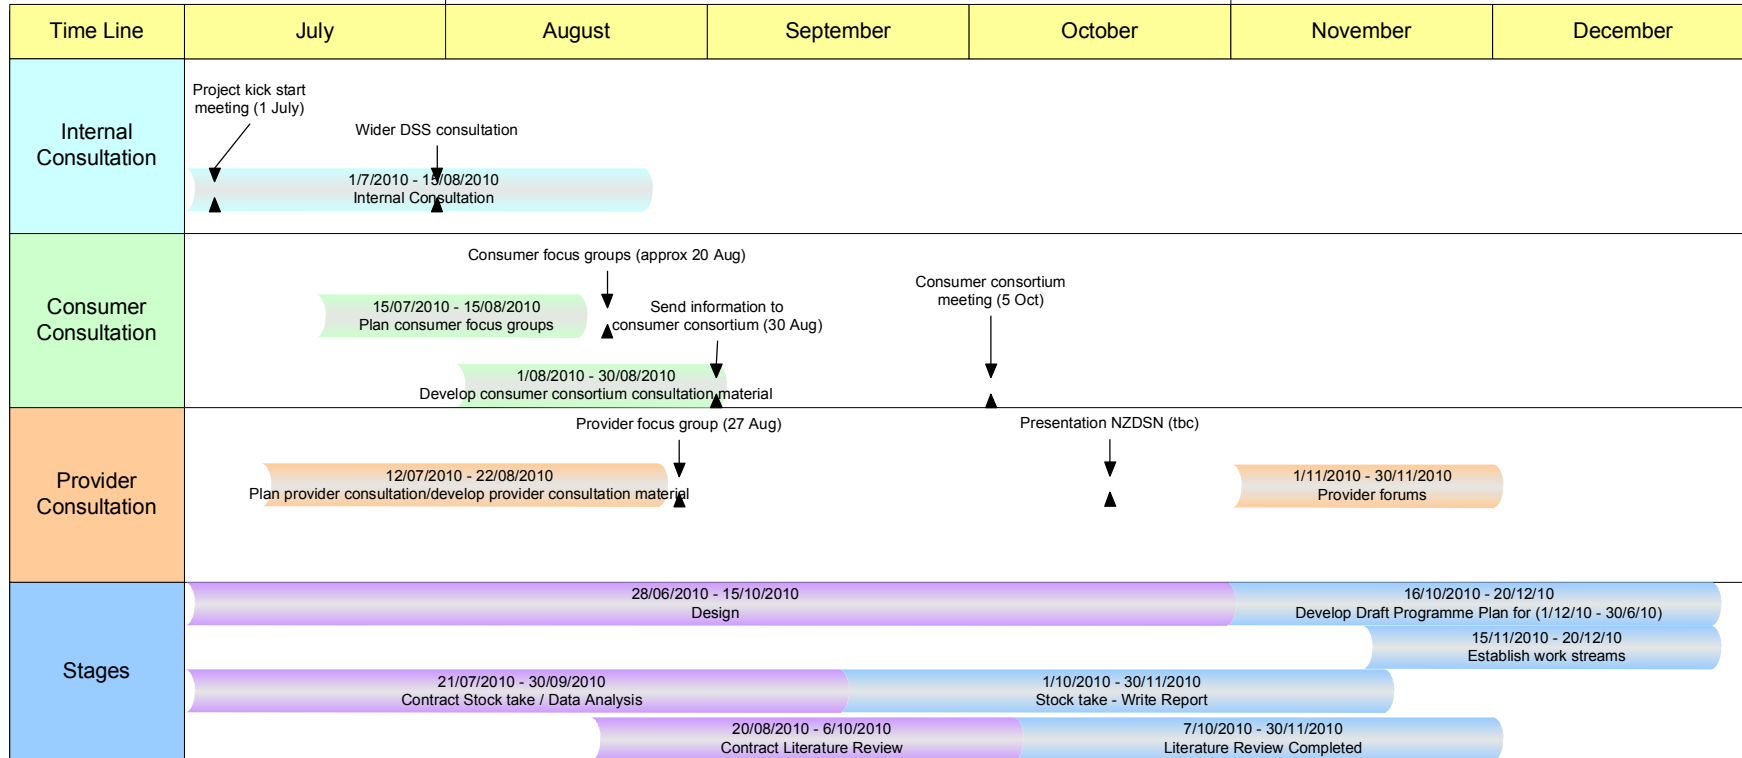 Time Line
July
August
September
October
November
December
Internal
Consultation
Project kick start
meeting (1 July)
Wider DSS consultation
1/7/2010 - 15/08/2010
Internal Consultation
Consumer
Consultation
Consumer focus groups (approx 20 Aug)
15/07/2010 - 15/08/2010
Plan consumer focus groups
Send information to
consumer consortium (30 Aug)
Consumer consortium
meeting (5 Oct)
1/08/2010 - 30/08/2010
Develop consumer consortium consultation material
Provider
Consultation
Provider focus group (27 Aug)
Presentation NZDSN (tbc)
12/07/2010 - 22/08/2010
Plan provider consultation/develop provider consultation material
1/11/2010 - 30/11/2010
Provider forums
Stages
28/06/2010 - 15/10/2010
Design
16/10/2010 - 20/12/10
Develop Draft Programme Plan for (1/12/10 - 30/6/10)
15/11/2010 - 20/12/10
Establish work streams
21/07/2010 - 30/09/2010
Contract Stock take / Data Analysis
1/10/2010 - 30/11/2010
Stock take - Write Report
20/08/2010 - 6/10/2010
Contract Literature Review
7/10/2010 - 30/11/2010
Literature Review Completed